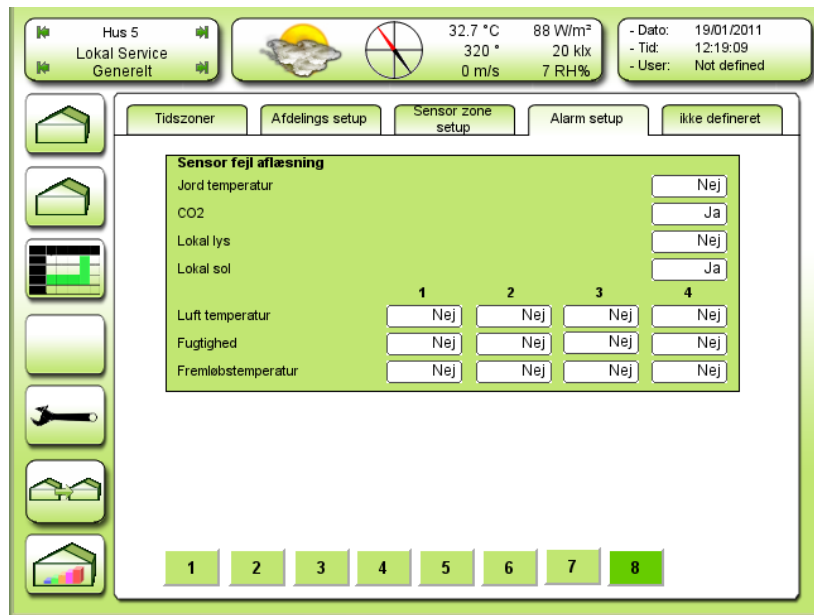 Hus 5
Lokal Service
Generelt
32.7 °C 88 W/m²
320 ° 20 klx
0 m/s 7 RH%
- Dato: 19/01/2011
- Tid: 12:19:09
- User: Not defined
Tidszoner
Afdelings setup
Sensor zone
setup
Alarm setup
ikke defineret
Sensor fejl aflæsning
Jord temperatur Nej
CO2 Ja
Lokal lys Nej
Lokal sol Ja
1 2 3 4
Luft temperatur Nej Nej Nej Nej
Fugtighed Nej Nej Nej Nej
Fremløbstemperatur Nej Nej Nej Nej
1 2 3 4 5 6 7 8